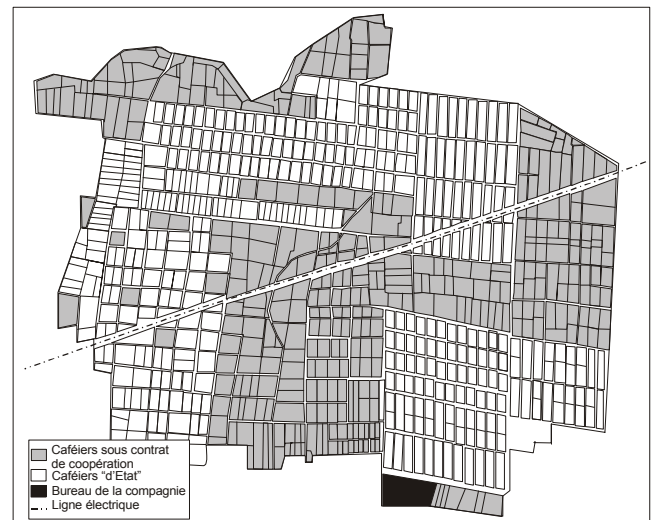 Caféiers sous contrat
de coopération
Caféiers "d'Etat"
Bureau de la compagnie
Ligne électrique